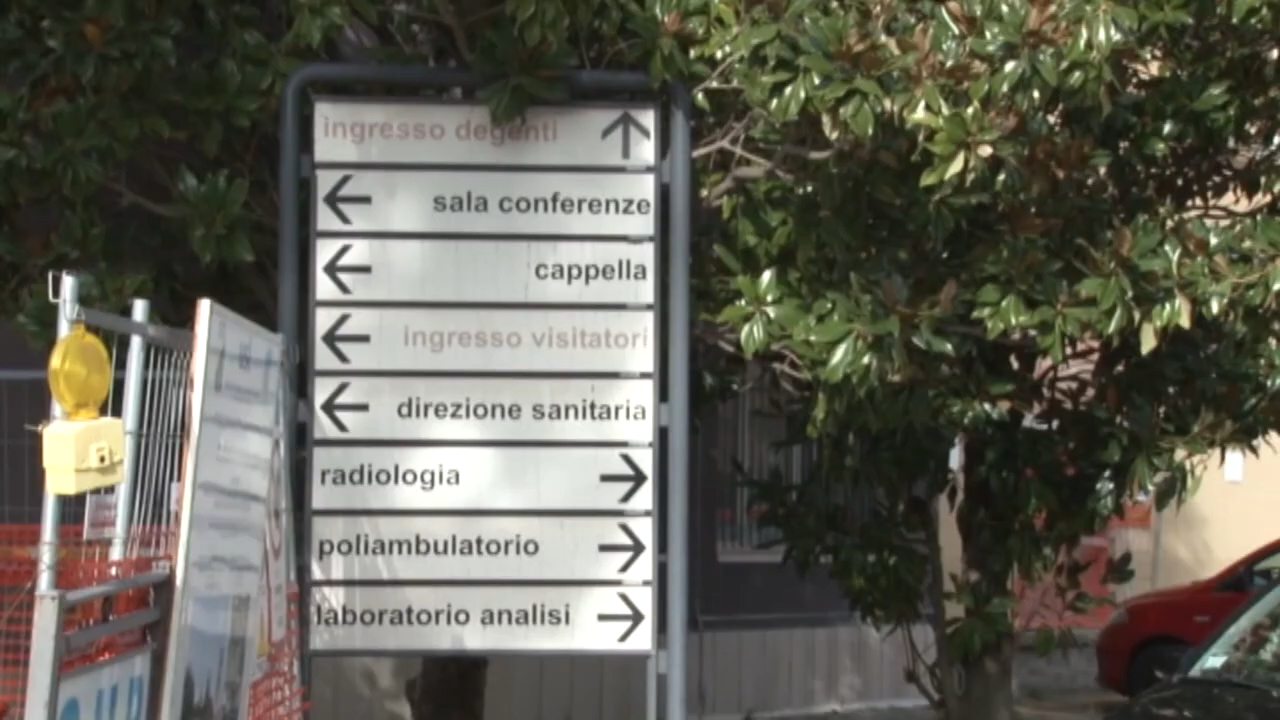 ingresso degenti
sala conferenze
cappella
ingresso visitatori
direzione sanitaria
radiologia
poliambulatorio
laboratorio analisi